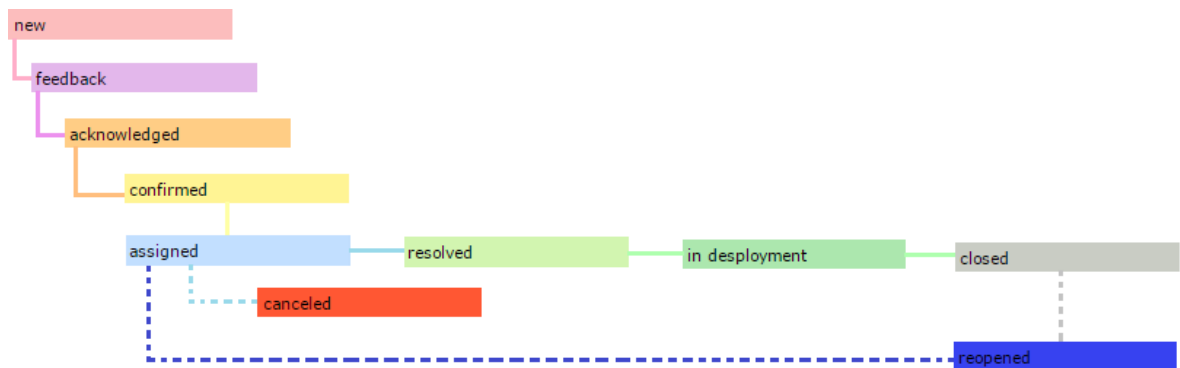 new
feedback
acknowledged
confirmed
assigned
resolved
in desployment
closed
canceled
reopened